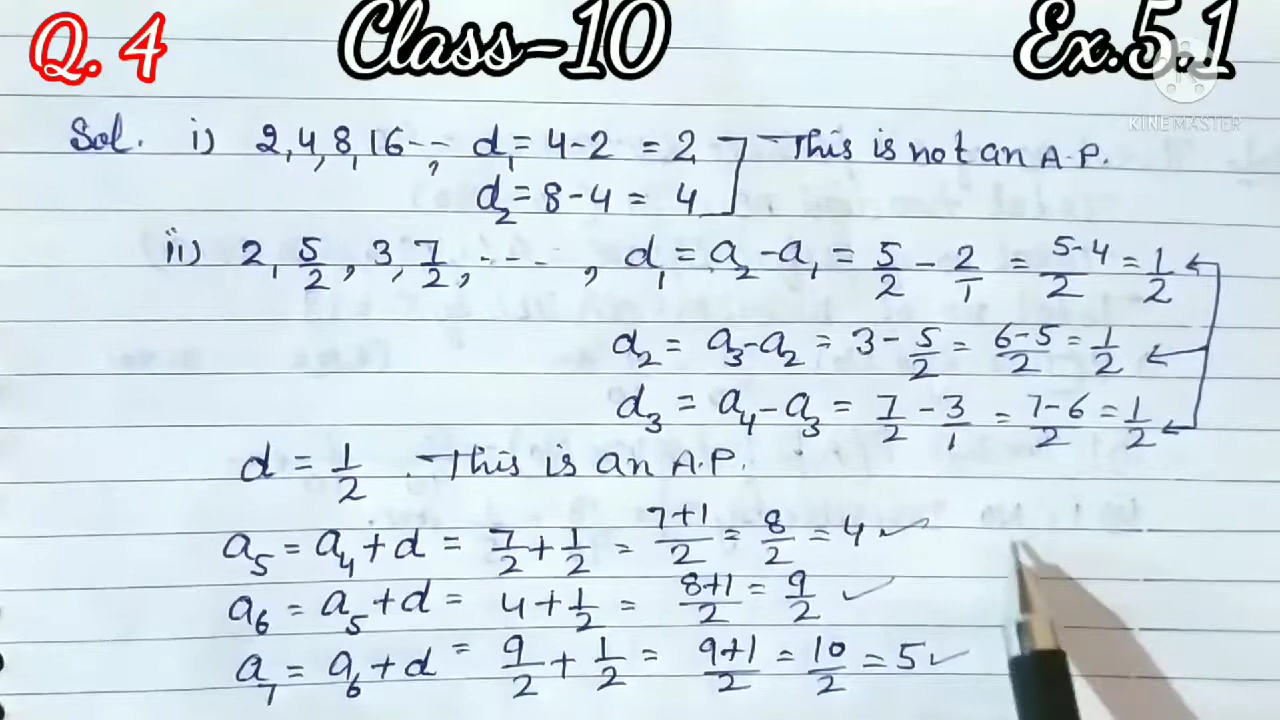 Q. 4 Class-10 Ex.5.1
KINEMASTER
Sol. i) 2,4,8,16--, d₁= 4-2 = 2 This is not an A.P.
d₂= 8-4 = 4
ii) 2, 5/2, 3, 7/2, ----, d₁ = a₂-a₁ = 5/2 - 2/1 = 5-4/2 = 1/2
d₂ = a₃-a₂ = 3-5/2 = 6-5/2 = 1/2
d₃ = a₄-a₃ = 7/2 - 3/1 = 7-6/2 = 1/2
d = 1/2 . This is an A.P.
a₅ = a₄+d = 7/2 + 1/2 = 7+1/2 = 8/2 = 4 ✓
a₆ = a₅+d = 4+1/2 = 8+1/2 = 9/2 ✓
a₇ = a₆+d = 9/2 + 1/2 = 9+1/2 = 10/2 = 5 ✓